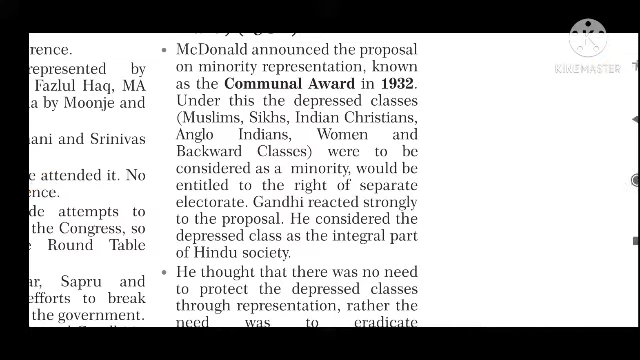 rence.
represented by
Fazlul Haq, MA
a by Moonje and
ani and Srinivas
e attended it. No
ence.
de attempts to
the Congress, so
Round Table
ar, Sapru and
efforts to break
the government.
• McDonald announced the proposal
on minority representation, known
as the Communal Award in 1932.
Under this the depressed classes
(Muslims, Sikhs, Indian Christians,
Anglo Indians, Women and
Backward Classes) were to be
considered as a minority, would be
entitled to the right of separate
electorate. Gandhi reacted strongly
to the proposal. He considered the
depressed class as the integral part
of Hindu society.
• He thought that there was no need
to protect the depressed classes
through representation, rather the
need was to eradicate
KINEMASTER